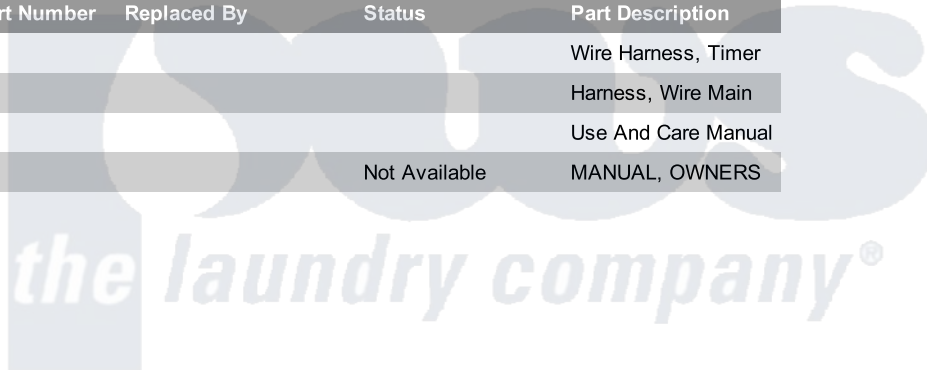 rt Number Replaced By Status Part Description
Wire Harness, Timer
Harness, Wire Main
Use And Care Manual
Not Available MANUAL, OWNERS
the laundry company®